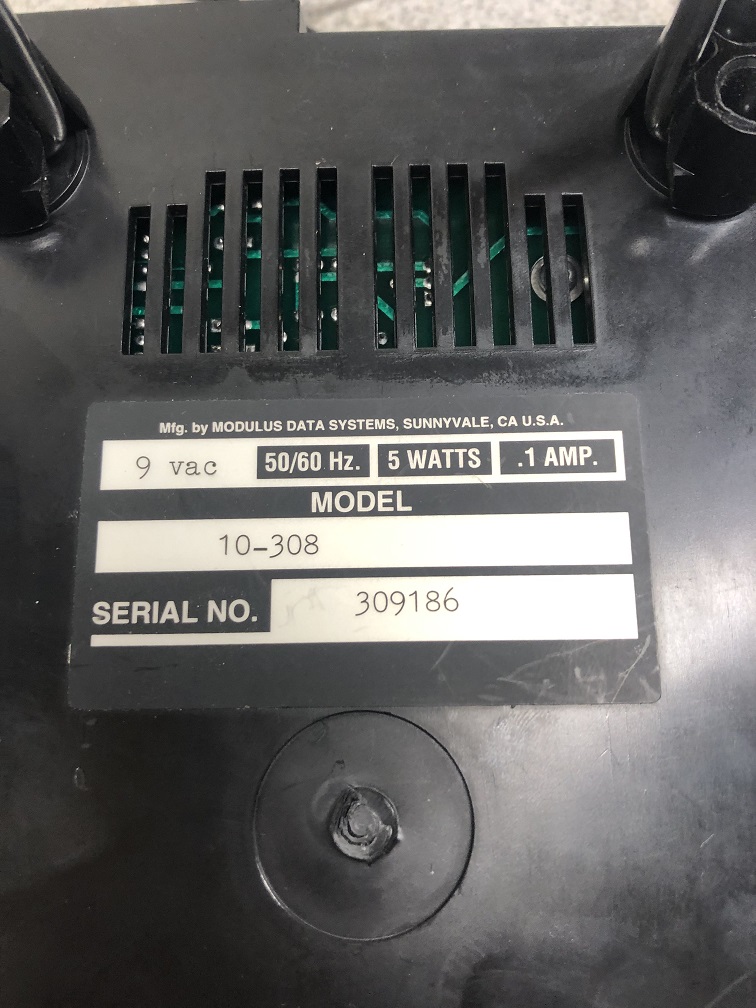 Mfg. by MODULUS DATA SYSTEMS, SUNNYVALE, CA U.S.A.
9 vac 50/60 Hz. 5 WATTS .1 AMP.
MODEL
10-308
SERIAL NO. 309186